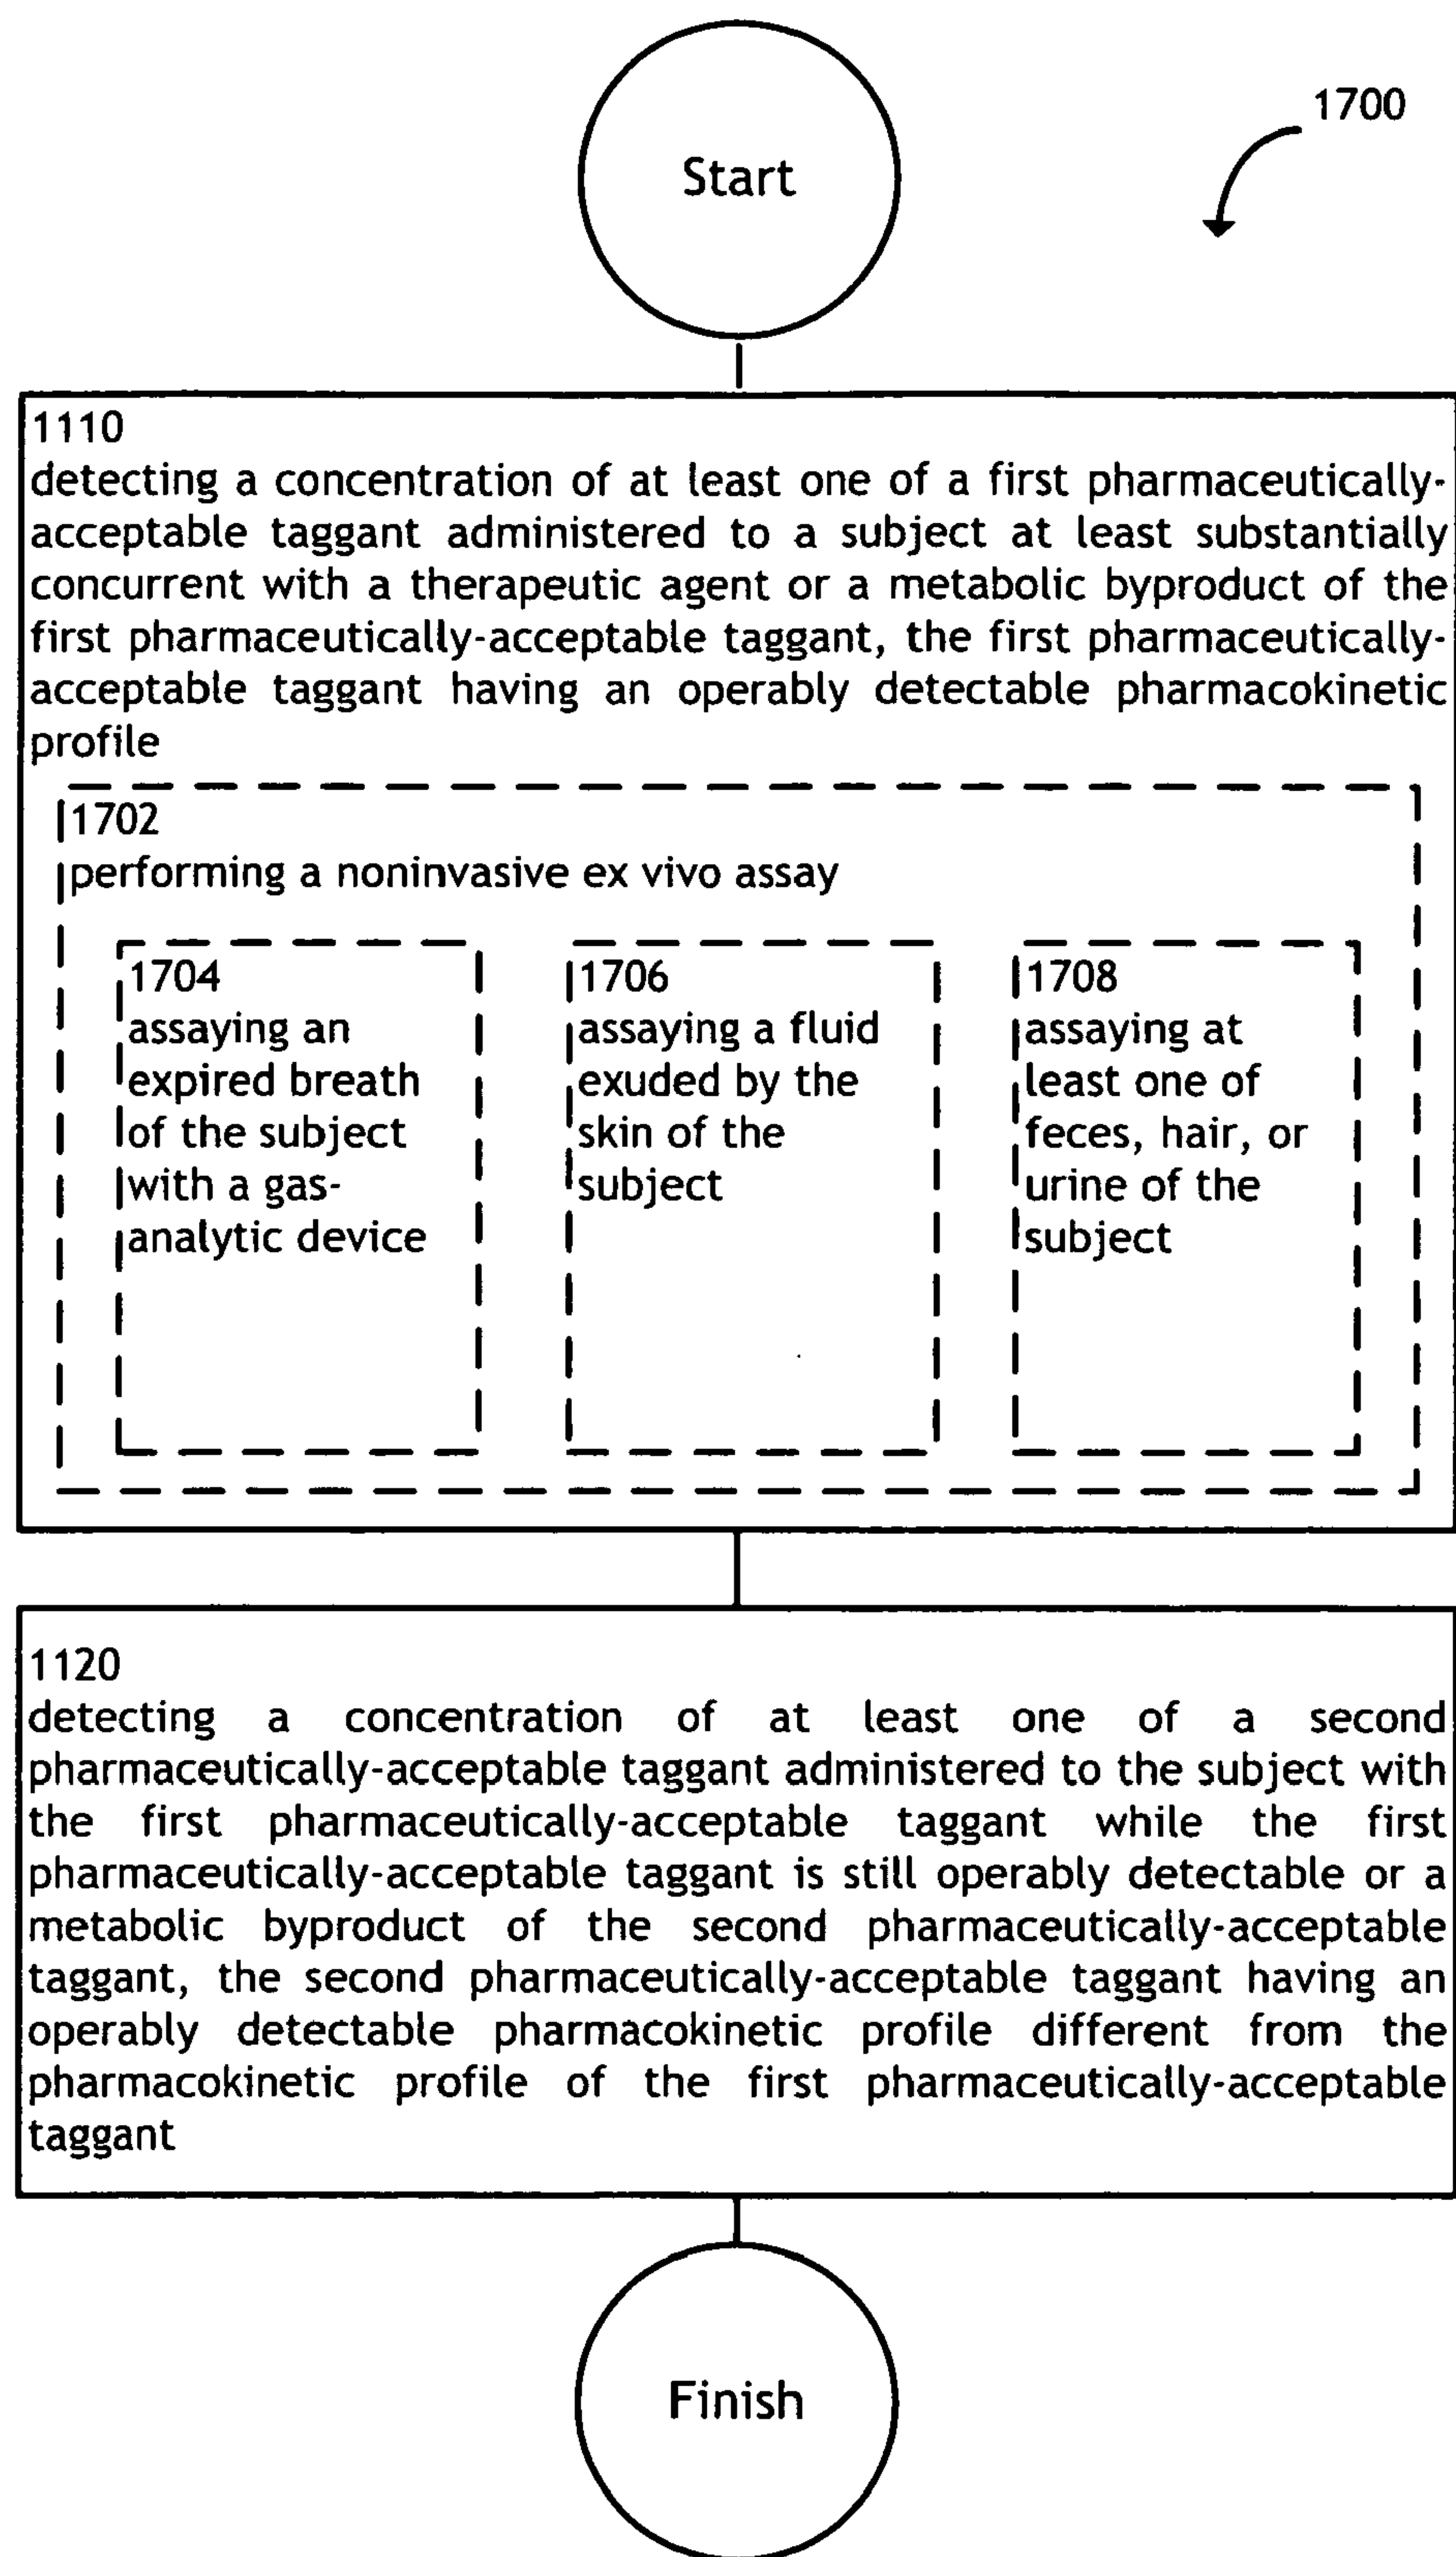 Start
1700
1110
detecting a concentration of at least one of a first pharmaceutically-
acceptable taggant administered to a subject at least substantially
concurrent with a therapeutic agent or a metabolic byproduct of the
first pharmaceutically-acceptable taggant, the first pharmaceutically-
acceptable taggant having an operably detectable pharmacokinetic
profile
1702
performing a noninvasive ex vivo assay
1704
assaying an
expired breath
of the subject
with a gas-
analytic device
1706
assaying a fluid
exuded by the
skin of the
subject
1708
assaying at
least one of
feces, hair, or
urine of the
subject
1120
detecting a concentration of at least one of a second
pharmaceutically-acceptable taggant administered to the subject with
the first pharmaceutically-acceptable taggant while the first
pharmaceutically-acceptable taggant is still operably detectable or a
metabolic byproduct of the second pharmaceutically-acceptable
taggant, the second pharmaceutically-acceptable taggant having an
operably detectable pharmacokinetic profile different from the
pharmacokinetic profile of the first pharmaceutically-acceptable
taggant
Finish